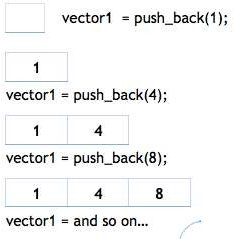 vector1 = push_back(1);
1
vector1 = push_back(4);
1 4
vector1 = push_back(8);
1 4 8
vector1 = and so on...